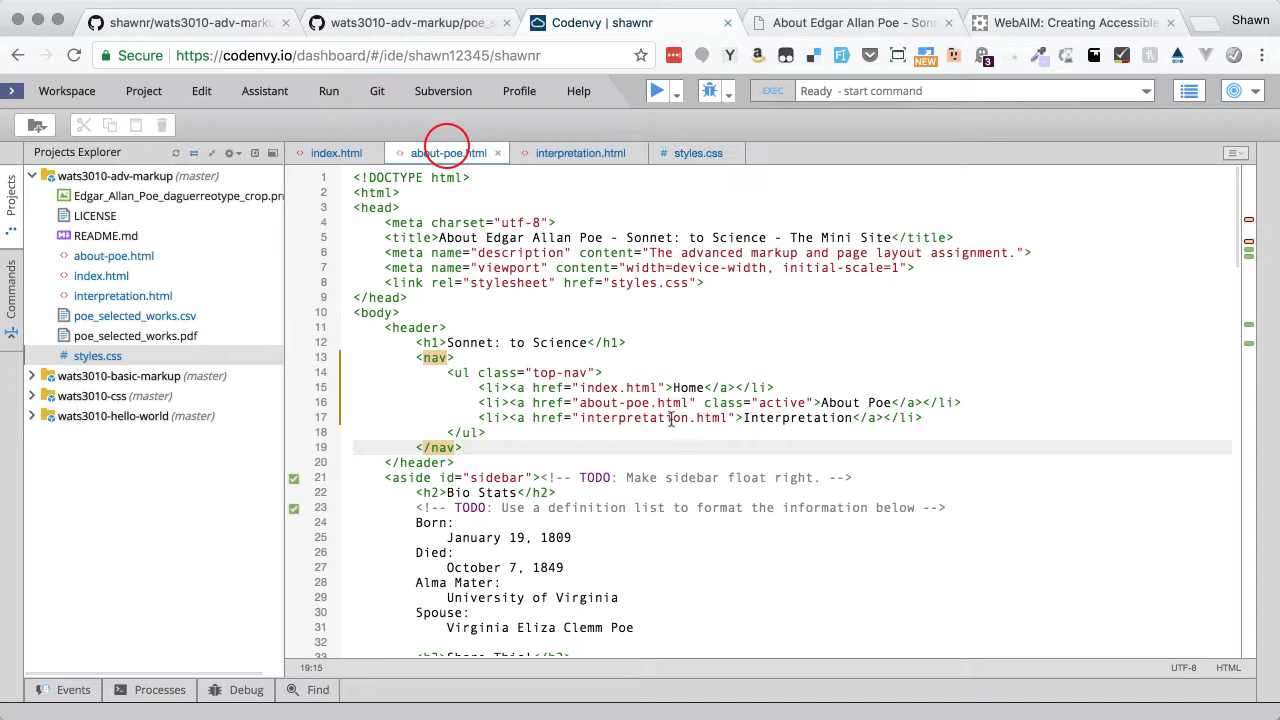 shawnr/wats3010-adv-marku
wats3010-adv-markup/poe_s
Codenvy | shawnr
About Edgar Allan Poe - Sonn
WebAIM: Creating Accessible
Shawn
Secure
https://codenvy.io/dashboard/#/ide/shawn12345/shawnr
NEW
3
Workspace Project Edit Assistant Run Git Subversion Profile Help
EXEC Ready - start command
Projects Explorer
index.html
about-poe.html
interpretation.html
styles.css
Projects
Commands
wats3010-adv-markup (master)
Edgar_Allan_Poe_daguerreotype_crop.pn
LICENSE
README.md
about-poe.html
index.html
interpretation.html
poe_selected_works.csv
poe_selected_works.pdf
styles.css
wats3010-basic-markup (master)
wats3010-css (master)
wats3010-hello-world (master)
1 <!DOCTYPE html>
2 <html>
3 <head>
4 <meta charset="utf-8">
5 <title>About Edgar Allan Poe - Sonnet: to Science - The Mini Site</title>
6 <meta name="description" content="The advanced markup and page layout assignment.">
7 <meta name="viewport" content="width=device-width, initial-scale=1">
8 <link rel="stylesheet" href="styles.css">
9 </head>
10 <body>
11 <header>
12 <h1>Sonnet: to Science</h1>
13 <nav>
14 <ul class="top-nav">
15 <li><a href="index.html">Home</a></li>
16 <li><a href="about-poe.html" class="active">About Poe</a></li>
17 <li><a href="interpretation.html">Interpretation</a></li>
18 </ul>
19 </nav>
20 </header>
21 <aside id="sidebar"><!-- TODO: Make sidebar float right. -->
22 <h2>Bio Stats</h2>
23 <!-- TODO: Use a definition list to format the information below -->
24 Born:
25 January 19, 1809
26 Died:
27 October 7, 1849
28 Alma Mater:
29 University of Virginia
30 Spouse:
31 Virginia Eliza Clemm Poe
32
33 <h2>Share This!</h2>
19:15 UTF-8 HTML
Events Processes Debug Find